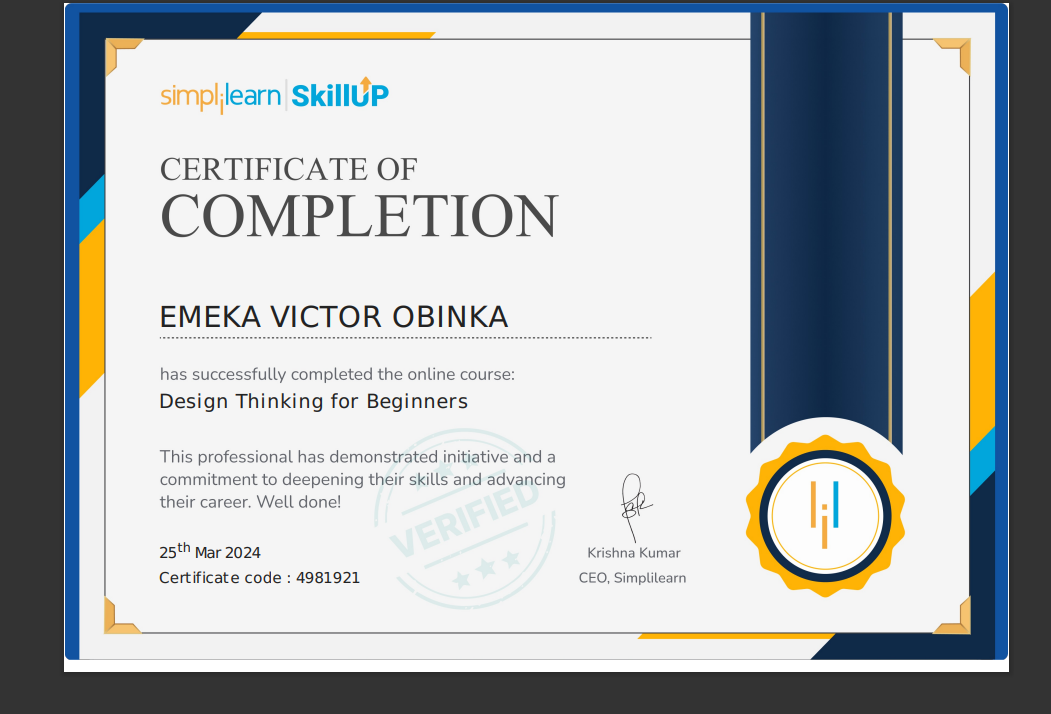 simplilearn | SkillUP
CERTIFICATE OF
COMPLETION
EMEKA VICTOR OBINKA
has successfully completed the online course:
Design Thinking for Beginners
This professional has demonstrated initiative and a
commitment to deepening their skills and advancing
their career. Well done!
VERIFIED
25th Mar 2024
Certificate code : 4981921
Krishna Kumar
CEO, Simplilearn